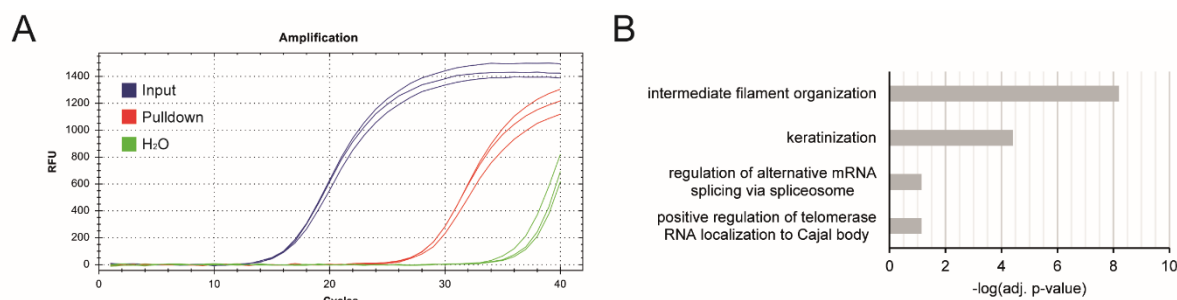 A
Amplification
1400
1200
1000
800
600
400
200
0
RFU
Input
Pulldown
H₂O
0
10
20
30
40
Cycles
B
intermediate filament organization
keratinization
regulation of alternative mRNA
splicing via spliceosome
positive regulation of telomerase
RNA localization to Cajal body
0
2
4
6
8
10
-log(adj. p-value)